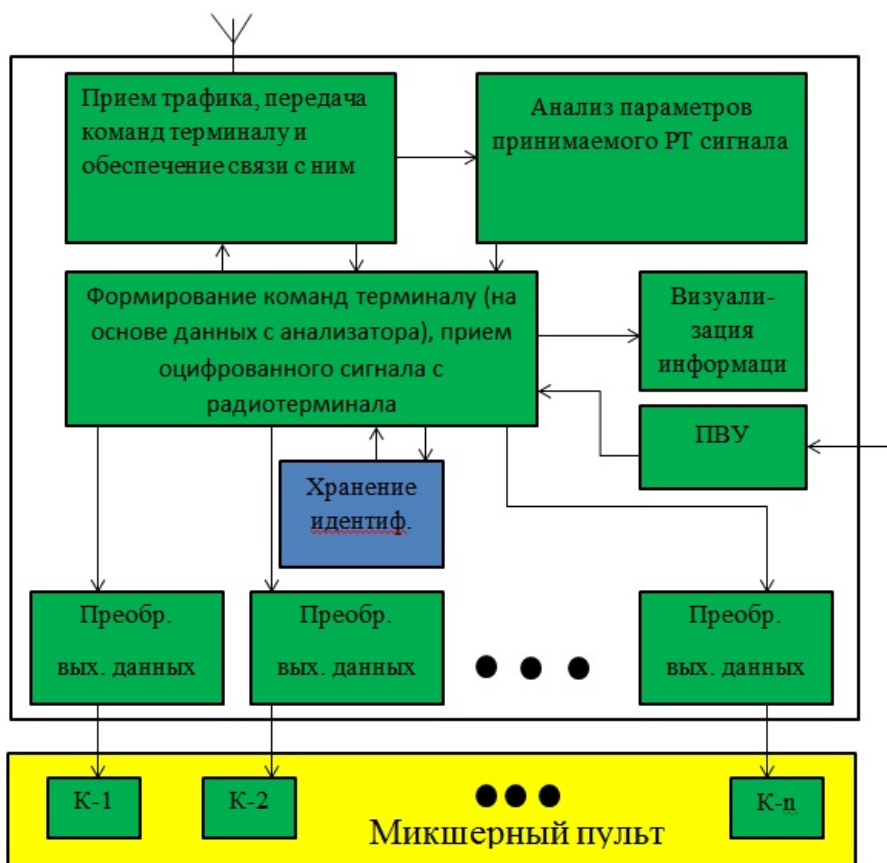 Прием трафика, передача
команд терминалу и
обеспечение связи с ним
Анализ параметров
принимаемого РТ сигнала
Формирование команд терминалу (на
основе данных с анализатора), прием
оцифрованного сигнала с
радиотерминала
Визуали-
зация
информаци
ПВУ
Хранение
идентиф.
Преобр.
вых. данных
Преобр.
вых. данных
Преобр.
вых. данных
К-1
К-2
К-n
Микшерный пульт